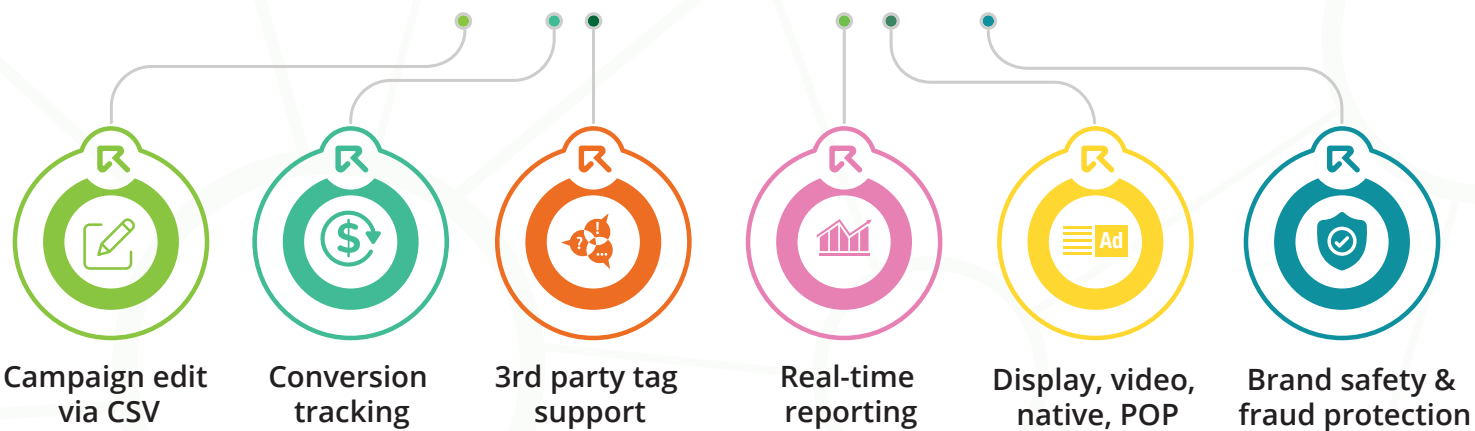 $
?
!
...
Ad
Campaign edit
via CSV
Conversion
tracking
3rd party tag
support
Real-time
reporting
Display, video,
native, POP
Brand safety &
fraud protection